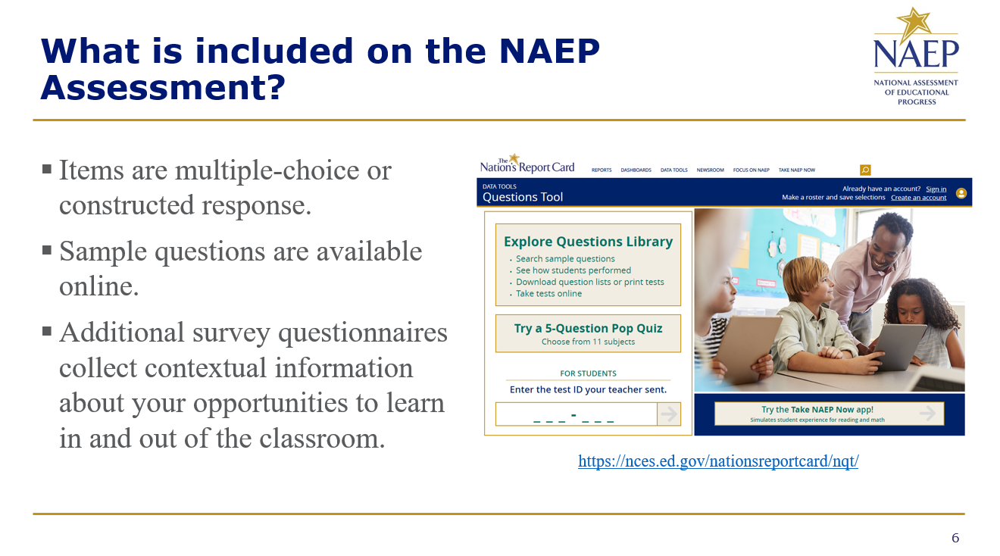 What is included on the NAEP
Assessment?
NAEP
NATIONAL ASSESSMENT
OF EDUCATIONAL
PROGRESS
▪ Items are multiple-choice or
constructed response.
▪ Sample questions are available
online.
▪ Additional survey questionnaires
collect contextual information
about your opportunities to learn
in and out of the classroom.
The
Nation's Report Card
REPORTS DASHBOARDS DATA TOOLS NEWSROOM FOCUS ON NAEP TAKE NAEP NOW
DATA TOOLS
Questions Tool
Already have an account? Sign in
Make a roster and save selections Create an account
Explore Questions Library
• Search sample questions
• See how students performed
• Download question lists or print tests
• Take tests online
Try a 5-Question Pop Quiz
Choose from 11 subjects
FOR STUDENTS
Enter the test ID your teacher sent.
_ _ _ - _ _ _
Try the Take NAEP Now app!
Simulates student experience for reading and math
https://nces.ed.gov/nationsreportcard/nqt/
6